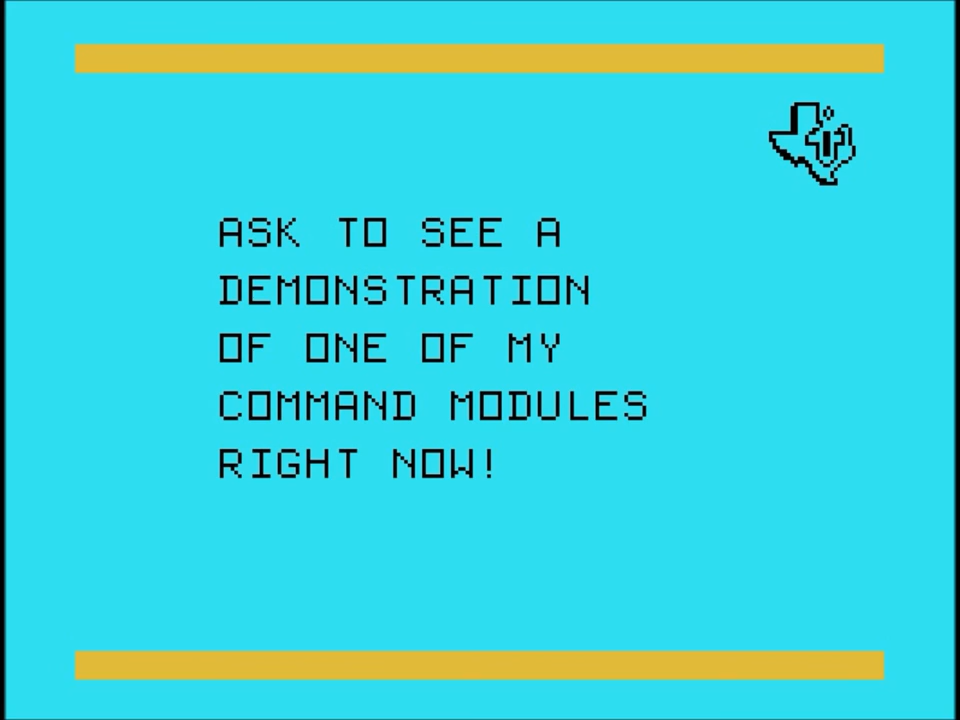 ASK TO SEE A
DEMONSTRATION
OF ONE OF MY
COMMAND MODULES
RIGHT NOW!